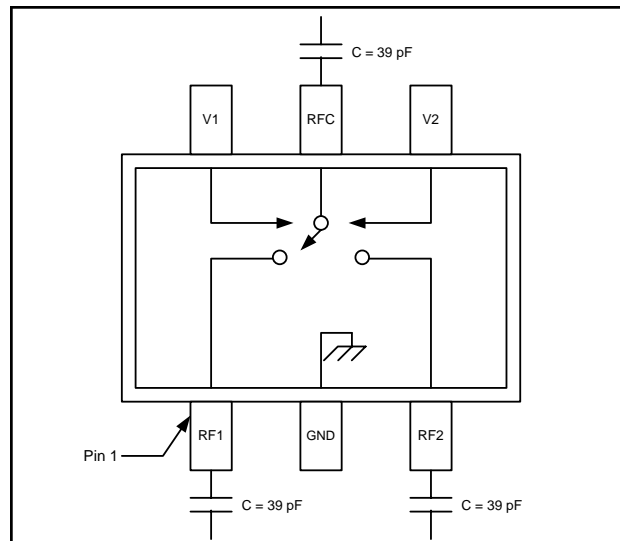 C = 39 pF
V1
RFC
V2
RF1
GND
RF2
Pin 1
C = 39 pF
C = 39 pF